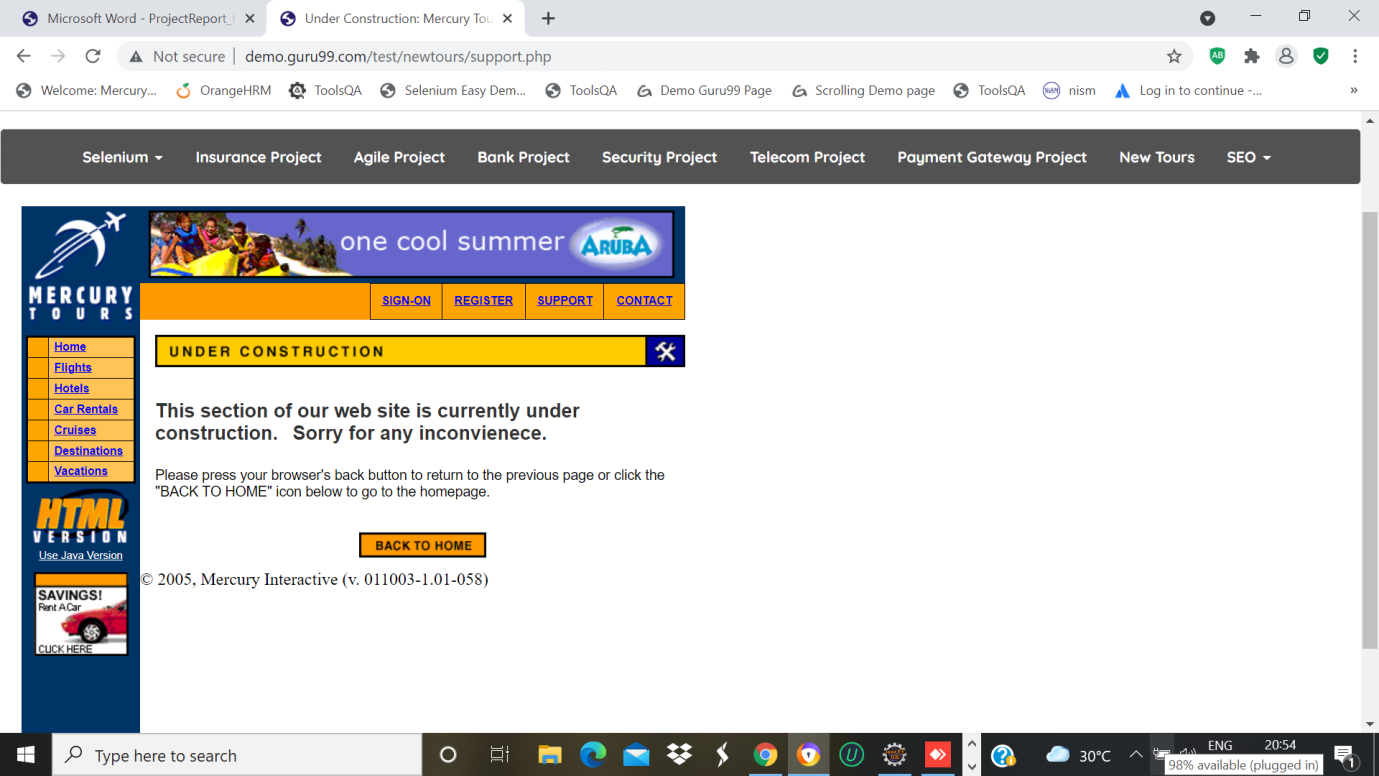 Microsoft Word - ProjectReport_
Under Construction: Mercury Tou
Not secure | demo.guru99.com/test/newtours/support.php
AB
Welcome: Mercury...
OrangeHRM
ToolsQA
Selenium Easy Dem...
ToolsQA
Demo Guru99 Page
Scrolling Demo page
ToolsQA
nism
Log in to continue -...
»
Selenium
Insurance Project
Agile Project
Bank Project
Security Project
Telecom Project
Payment Gateway Project
New Tours
SEO
one cool summer
ARUBA
MERCURY
TOURS
SIGN-ON
REGISTER
SUPPORT
CONTACT
UNDER CONSTRUCTION
Home
Flights
Hotels
Car Rentals
Cruises
Destinations
Vacations
This section of our web site is currently under
construction. Sorry for any inconvienece.
Please press your browser's back button to return to the previous page or click the
"BACK TO HOME" icon below to go to the homepage.
HTML
VERSION
Use Java Version
BACK TO HOME
© 2005, Mercury Interactive (v. 011003-1.01-058)
SAVINGS!
Rent A Car
CLICK HERE
Type here to search
30°C
ENG
20:54
98% available (plugged in)
1